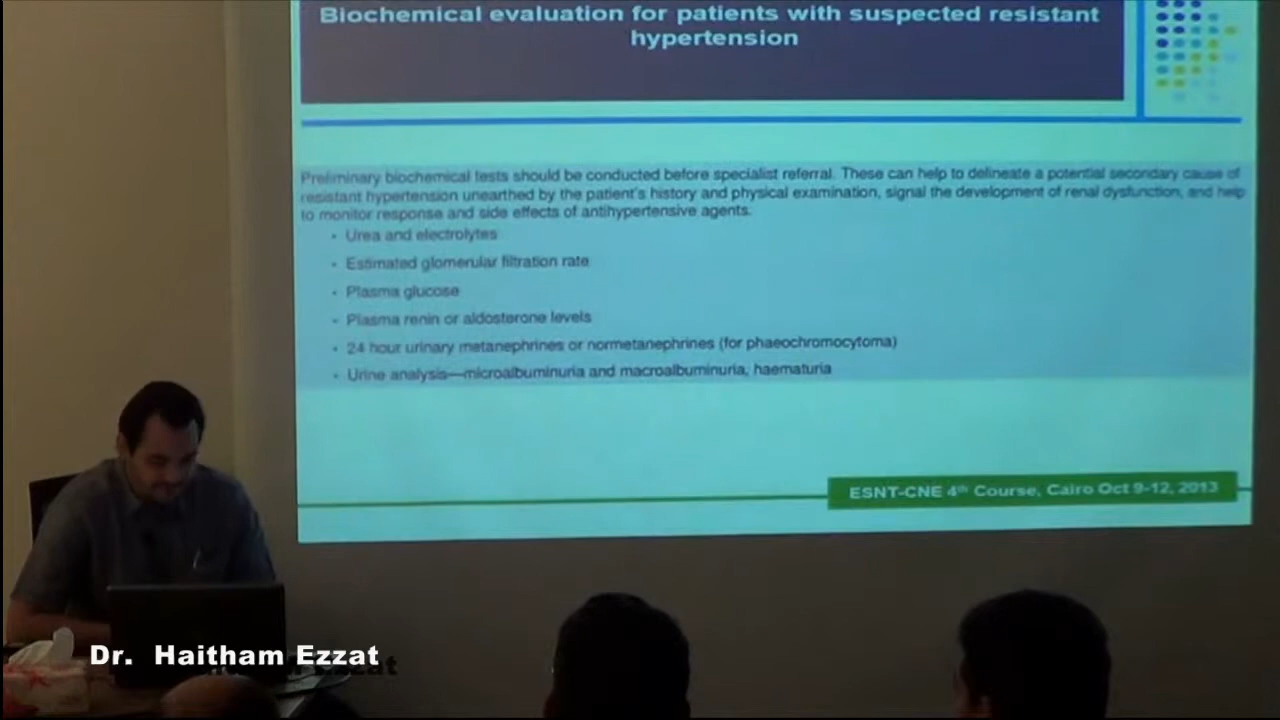 Biochemical evaluation for patients with suspected resistant
hypertension
Preliminary biochemical tests should be conducted before specialist referral. These can help to delineate a potential secondary cause of
resistant hypertension unearthed by the patient's history and physical examination, signal the development of renal dysfunction, and help
to monitor response and side effects of antihypertensive agents.
• Urea and electrolytes
• Estimated glomerular filtration rate
• Plasma glucose
• Plasma renin or aldosterone levels
• 24 hour urinary metanephrines or normetanephrines (for phaeochromocytoma)
• Urine analysis—microalbuminuria and macroalbuminuria, haematuria
ESNT-CNE 4th Course, Cairo Oct 9-12, 2013
Dr. Haitham Ezzat